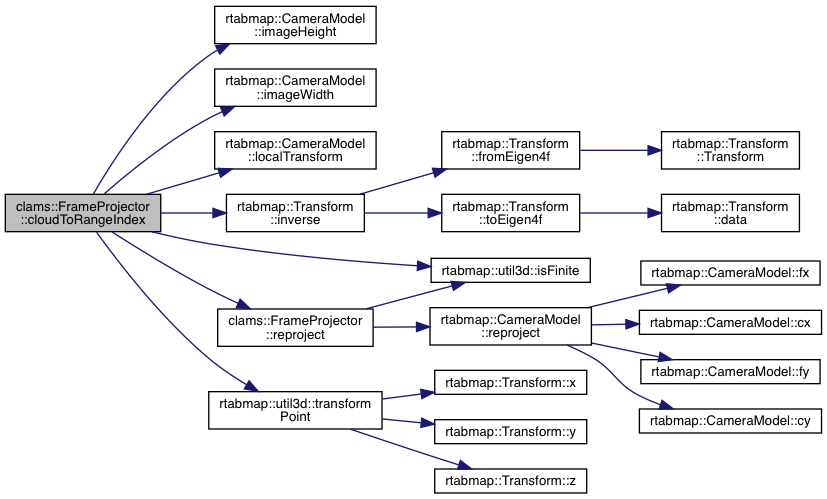 rtabmap::CameraModel
::imageHeight
rtabmap::CameraModel
::imageWidth
rtabmap::CameraModel
::localTransform
rtabmap::Transform
::fromEigen4f
rtabmap::Transform
::Transform
clams::FrameProjector
::cloudToRangeIndex
rtabmap::Transform
::inverse
rtabmap::Transform
::toEigen4f
rtabmap::Transform
::data
rtabmap::util3d::isFinite
rtabmap::CameraModel::fx
clams::FrameProjector
::reproject
rtabmap::CameraModel
::reproject
rtabmap::CameraModel::cx
rtabmap::CameraModel::fy
rtabmap::util3d::transform
Point
rtabmap::Transform::x
rtabmap::CameraModel::cy
rtabmap::Transform::y
rtabmap::Transform::z